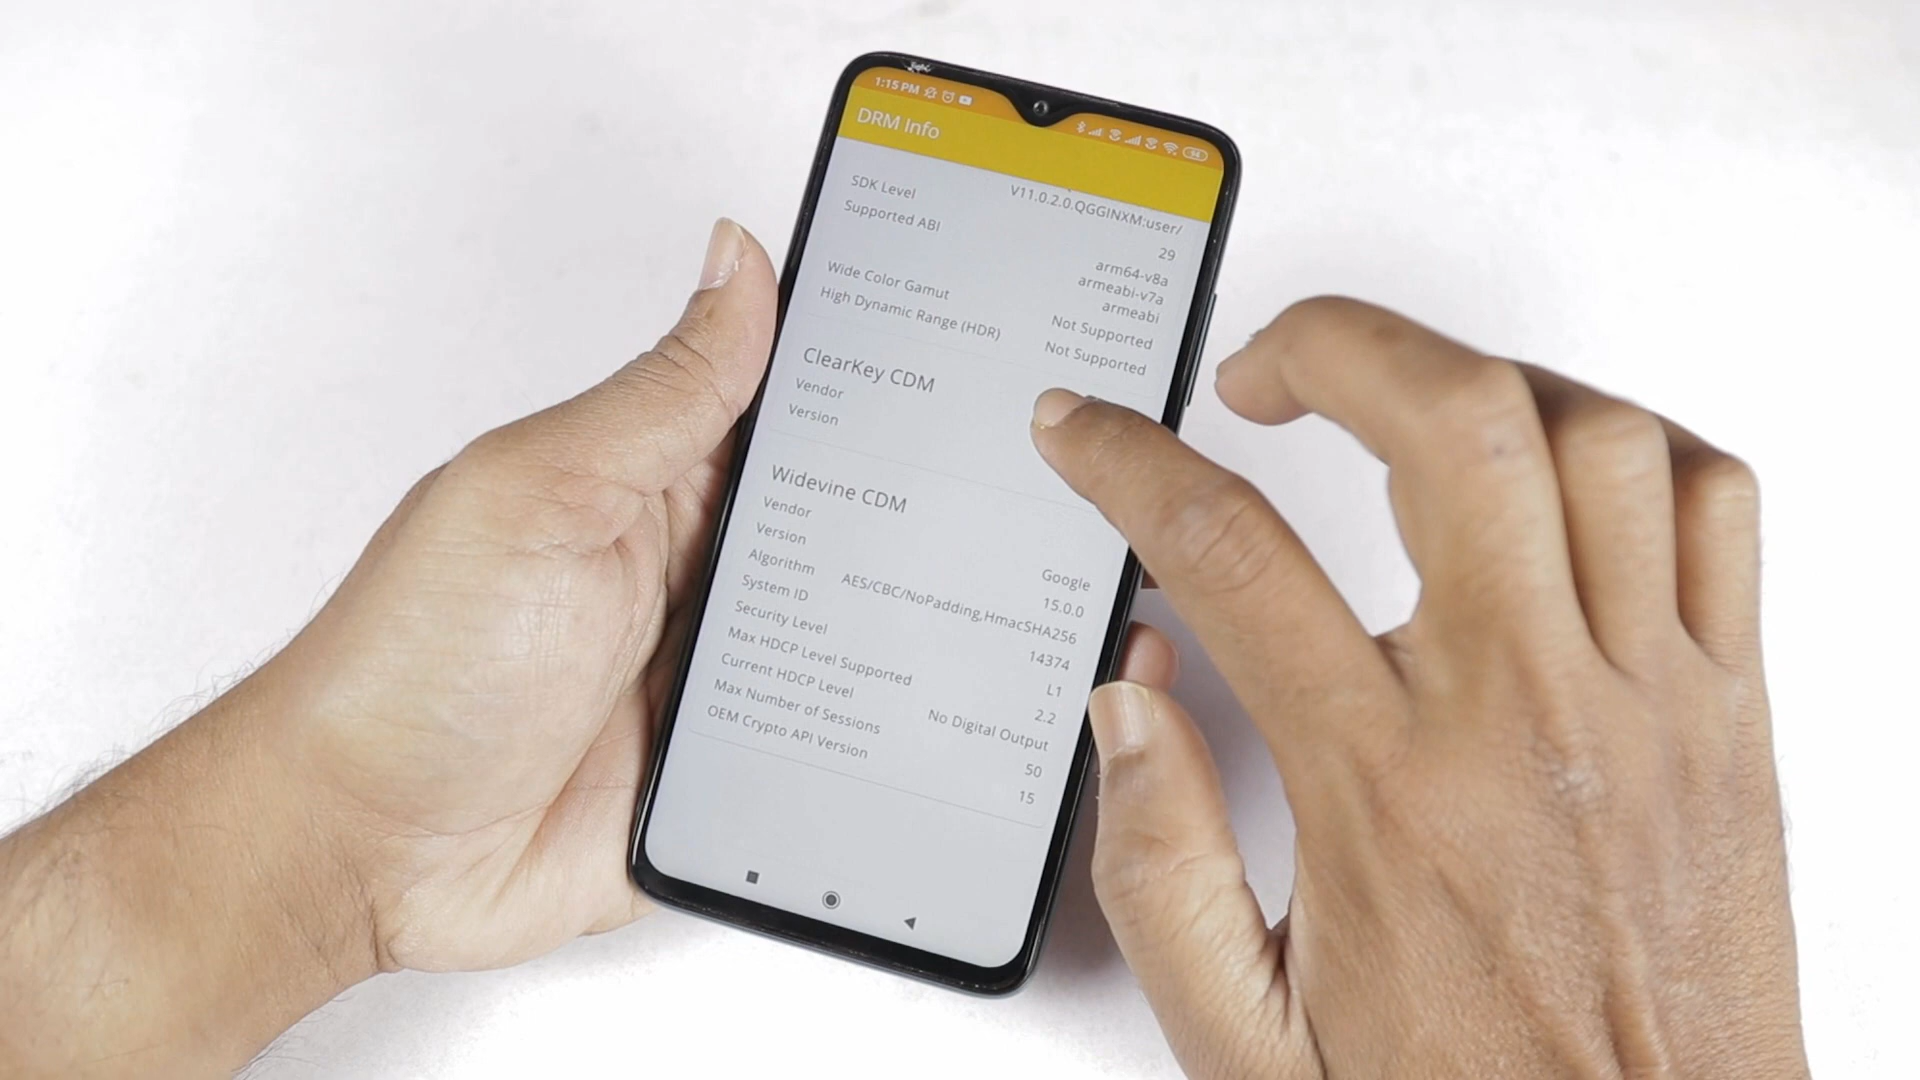 1:15 PM
DRM Info
V11.0.2.0.QGGINXM:user/
SDK Level 29
Supported ABI arm64-v8a
armeabi-v7a
armeabi
Wide Color Gamut Not Supported
High Dynamic Range (HDR) Not Supported
ClearKey CDM
Vendor
Version
Widevine CDM
Vendor Google
Version 15.0.0
Algorithm AES/CBC/NoPadding,HmacSHA256
System ID 14374
Security Level L1
Max HDCP Level Supported 2.2
Current HDCP Level No Digital Output
Max Number of Sessions 50
OEM Crypto API Version 15